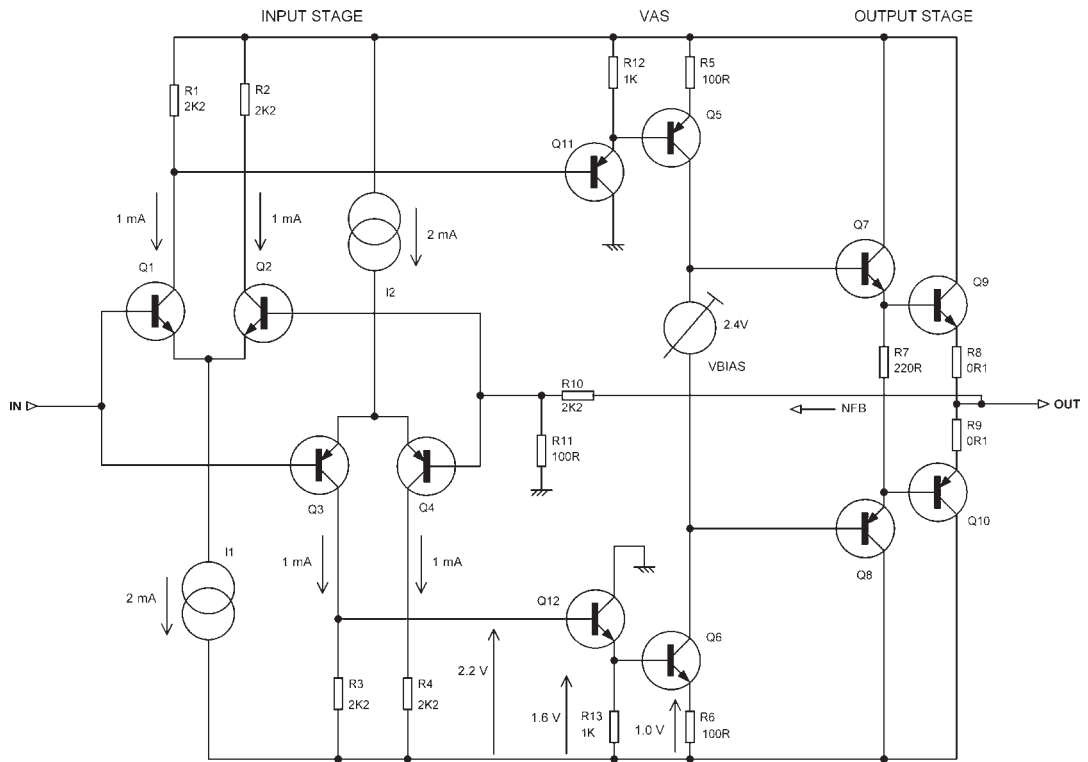 INPUT STAGE
VAS
OUTPUT STAGE
R1
2K2
R2
2K2
R12
1K
R5
100R
Q5
Q11
1 mA
1 mA
2 mA
Q1
Q2
I2
Q7
Q9
2.4V
VBIAS
R7
220R
R8
0R1
R10
2K2
NFB
IN
OUT
R11
100R
R9
0R1
Q3
Q4
Q10
Q8
I1
1 mA
1 mA
2 mA
Q12
Q6
2.2 V
R3
2K2
R4
2K2
1.6 V
R13
1K
1.0 V
R6
100R